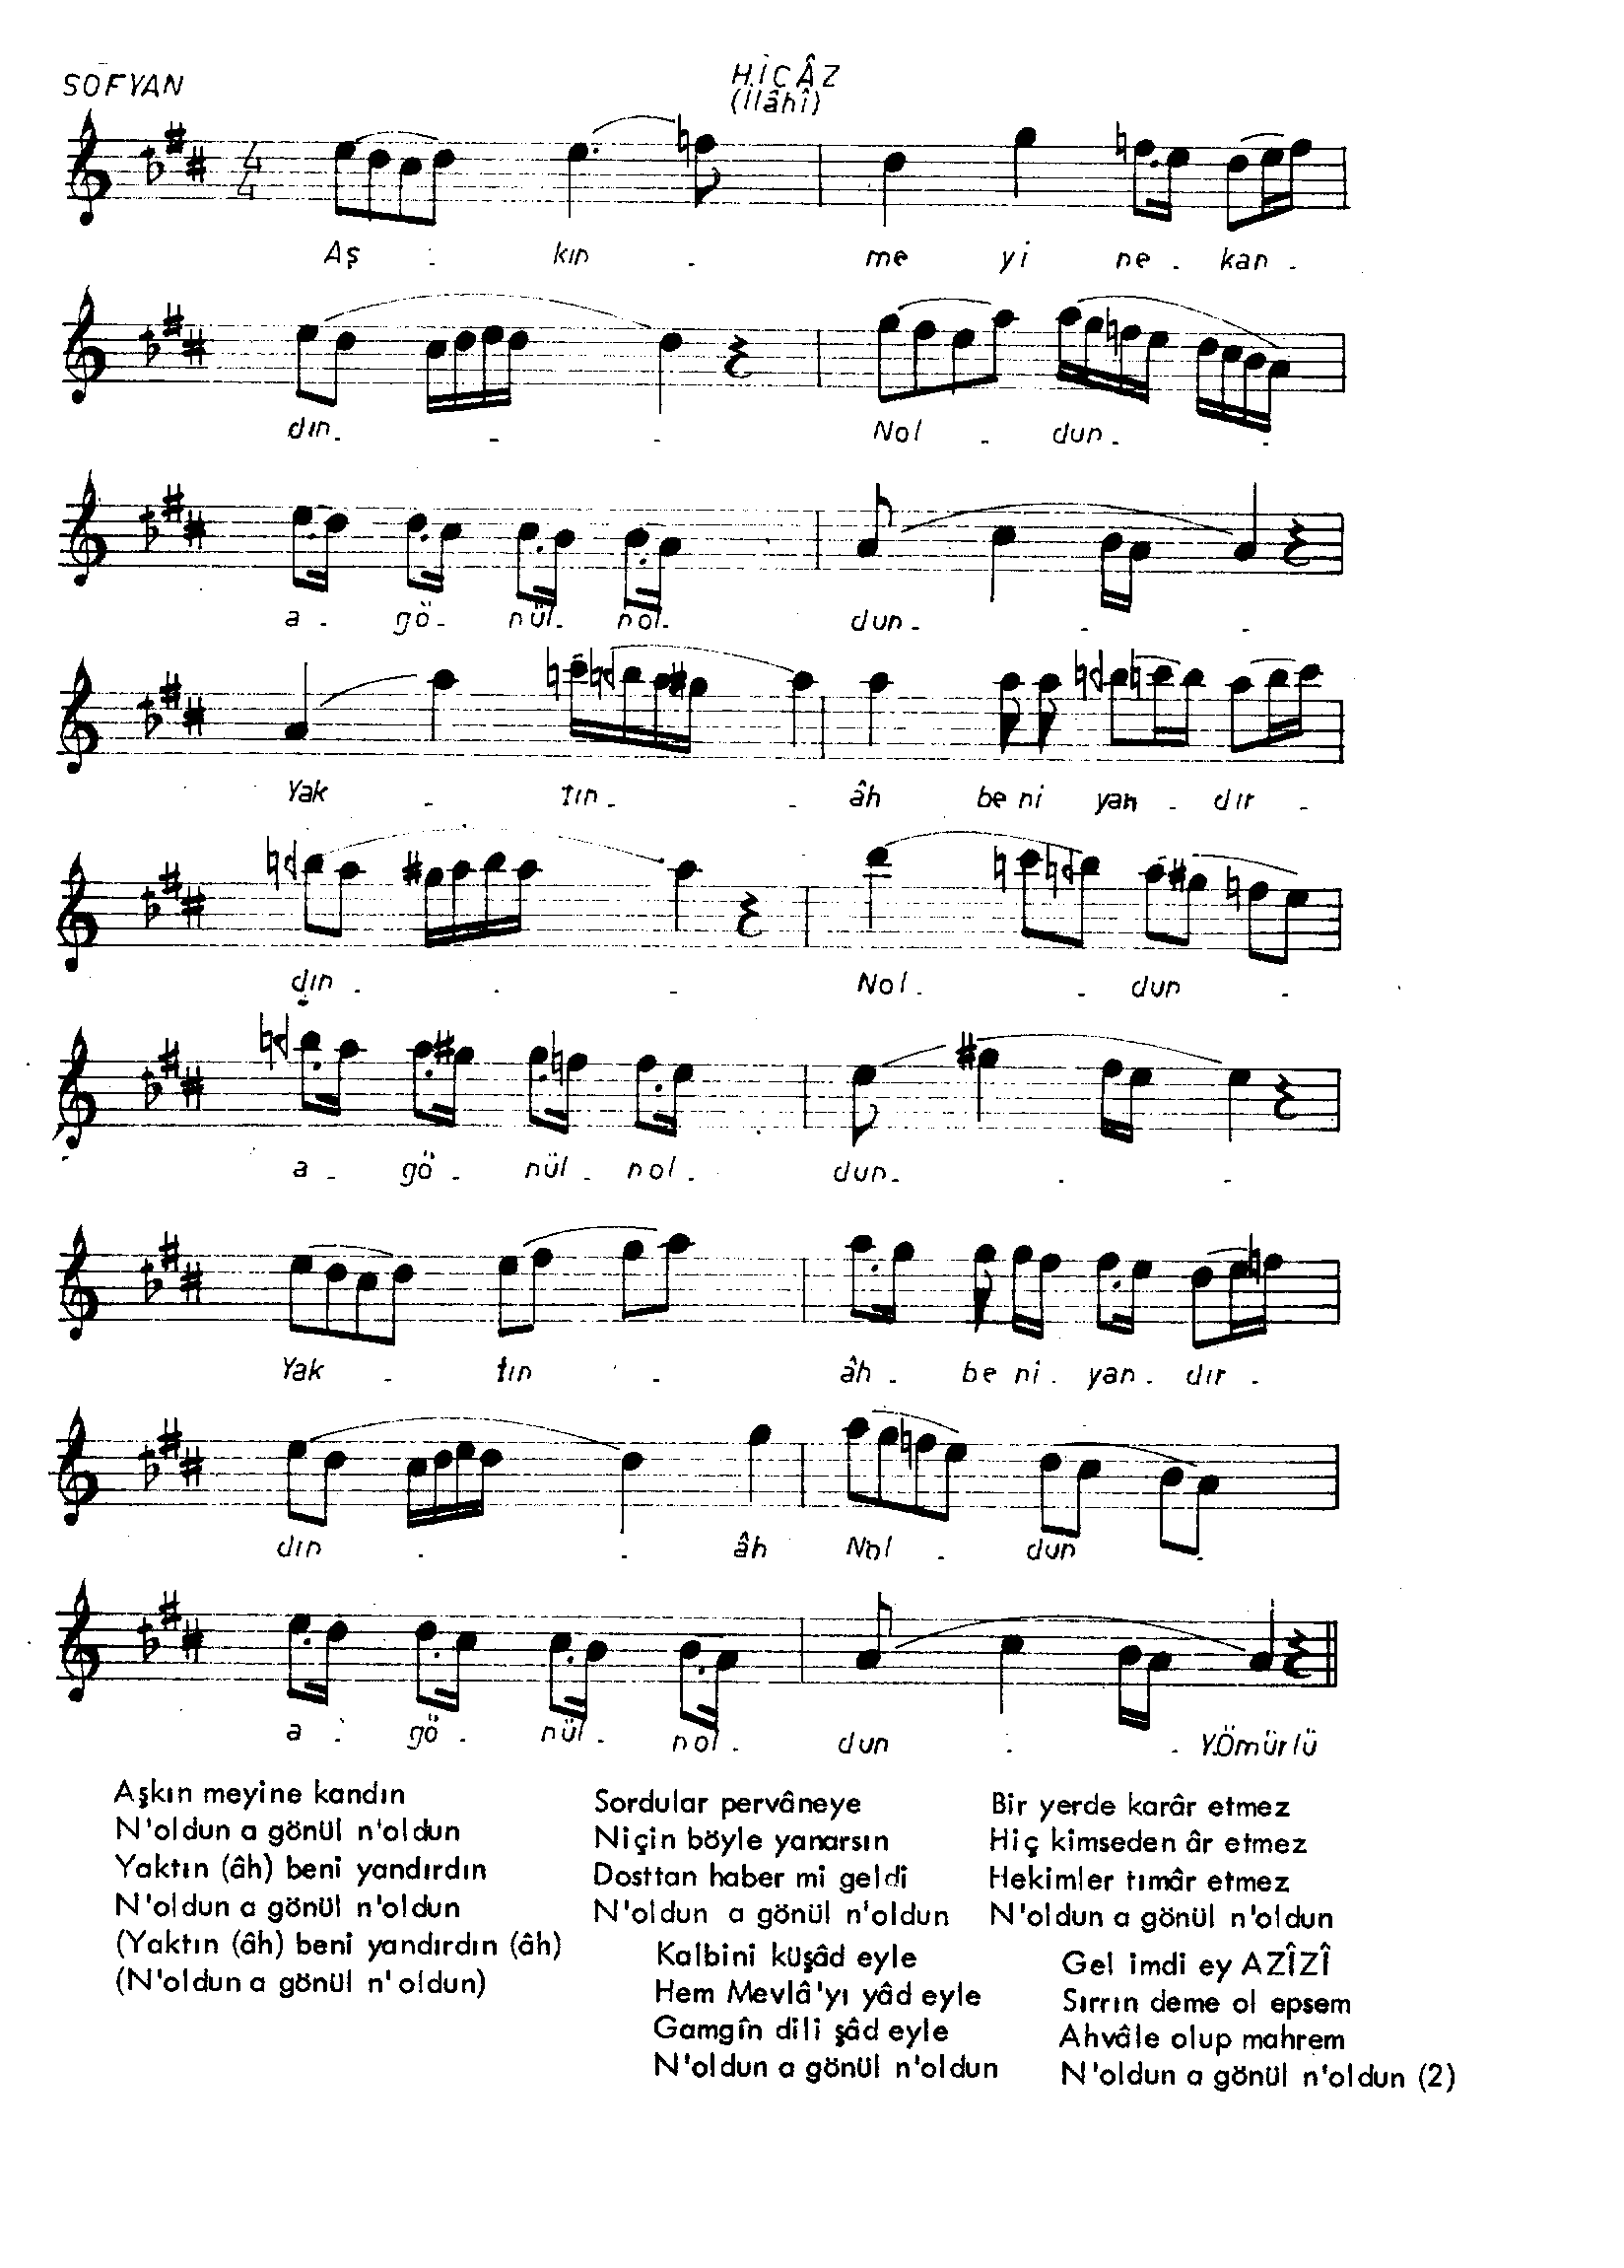 SOFYAN
HİCÂZ
(İlâhî)
4
4
Aş . kın . me yi ne . kan .
dın . . . Nol . dun . .
a . gö . nül . nol . dun . . .
Yak . tın . . âh be ni yan . dır .
dın . . . Nol . . dun .
a . gö . nül . nol . dun . . .
Yak . tın . âh . be ni . yan . dır .
dın . . âh Nol . dun .
a . gö . nül . nol . dun . . Y.Ömürlü
Aşkın meyine kandın
N'oldun a gönül n'oldun
Yaktın (âh) beni yandırdın
N'oldun a gönül n'oldun
(Yaktın (âh) beni yandırdın (âh)
(N'oldun a gönül n'oldun)
Sordular pervâneye
Niçin böyle yanarsın
Dosttan haber mi geldi
N'oldun a gönül n'oldun
Bir yerde karâr etmez
Hiç kimseden âr etmez
Hekimler tımâr etmez
N'oldun a gönül n'oldun
Kalbini küşâd eyle
Hem Mevlâ'yı yâd eyle
Gamgîn dili şâd eyle
N'oldun a gönül n'oldun
Gel imdi ey AZÎZÎ
Sırrın deme ol epsem
Ahvâle olup mahrem
N'oldun a gönül n'oldun (2)